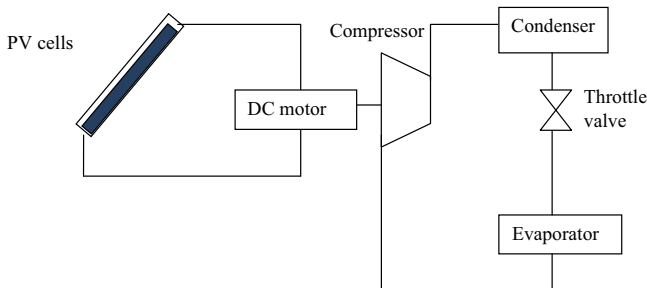 PV cells
Compressor
Condenser
DC motor
Throttle
valve
Evaporator